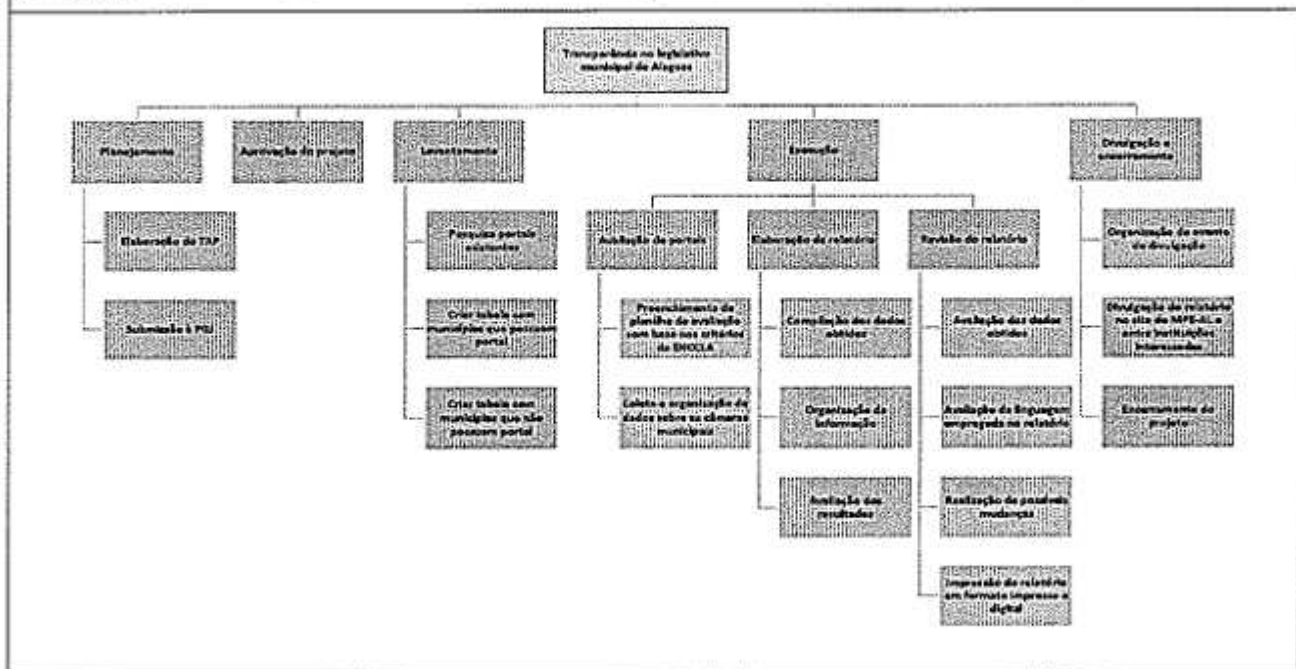 Transparência no legislativo
municipal de Alagoas
Planejamento
Aprovação do projeto
Levantamento
Execução
Divulgação e
encerramento
Elaboração do TAP
Submissão à
Pesquisa portais
existentes
Criar tabela com
municípios que possuem
portal
Criar tabela com
municípios que não
possuem portal
Avaliação de portais
Preenchimento de
planilha de avaliação
com base nos critérios
da ENCCLA
Coleta e organização de
dados sobre as câmaras
municipais
Elaboração do relatório
Compilação dos dados
obtidos
Organização da
informação
Avaliação dos
resultados
Revisão do relatório
Avaliação dos dados
obtidos
Avaliação da linguagem
empregada no relatório
Realização de possíveis
mudanças
Impressão do relatório
em formato impresso e
digital
Organização do evento
de divulgação
Divulgação do relatório
no site do MPE-AL e
entre instituições
interessadas
Encerramento do
projeto